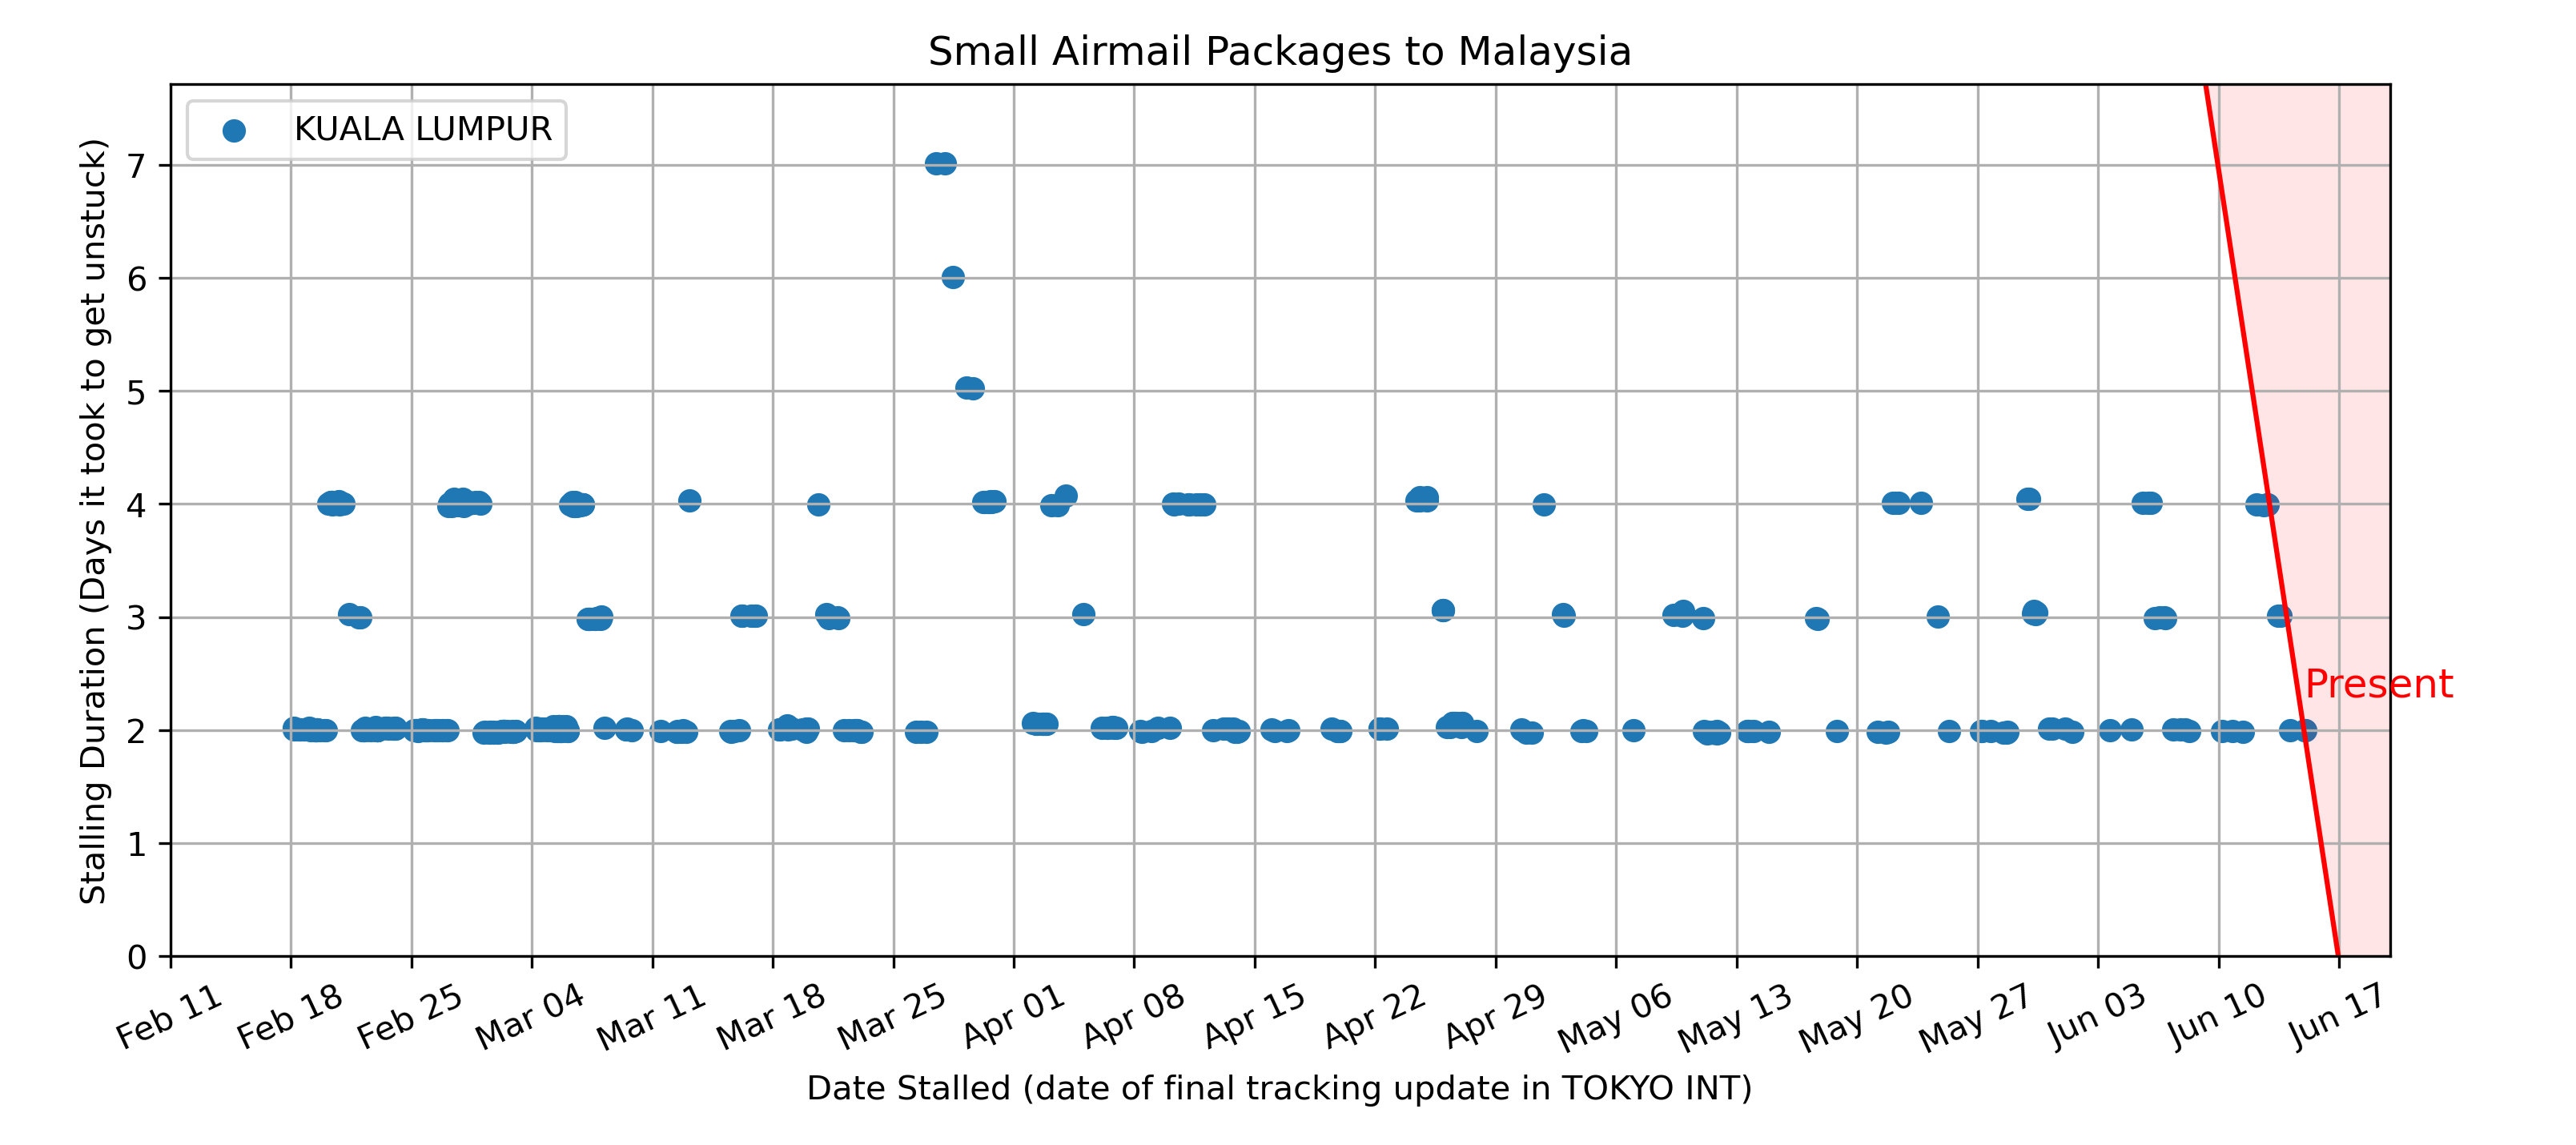 Small Airmail Packages to Malaysia
KUALA LUMPUR
Stalling Duration (Days it took to get unstuck)
7
6
5
4
3
2
1
0
Present
Feb 11 Feb 18 Feb 25 Mar 04 Mar 11 Mar 18 Mar 25 Apr 01 Apr 08 Apr 15 Apr 22 Apr 29 May 06 May 13 May 20 May 27 Jun 03 Jun 10 Jun 17
Date Stalled (date of final tracking update in TOKYO INT)